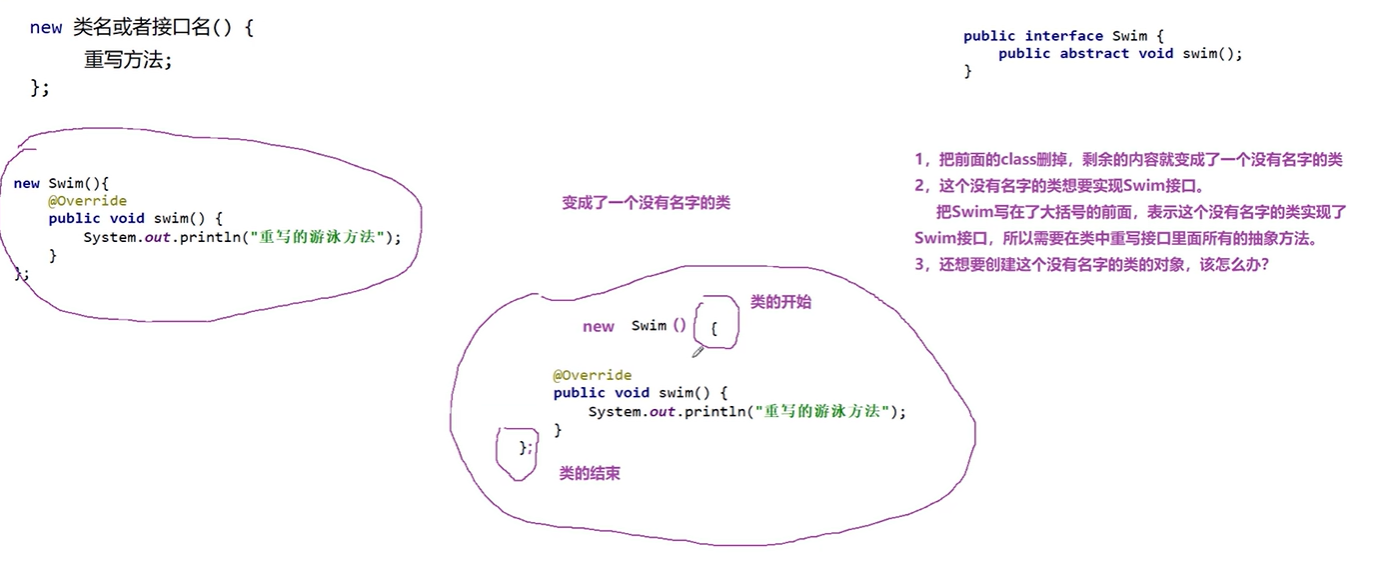 new 类名或者接口名() {
重写方法;
};
public interface Swim {
public abstract void swim();
}
new Swim(){
@Override
public void swim() {
System.out.println("重写的游泳方法");
}
};
变成了一个没有名字的类
1，把前面的class删掉，剩余的内容就变成了一个没有名字的类
2，这个没有名字的类想要实现Swim接口。
把Swim写在了大括号的前面，表示这个没有名字的类实现了
Swim接口，所以需要在类中重写接口里面所有的抽象方法。
3，还想要创建这个没有名字的类的对象，该怎么办？
类的开始
new Swim () {
@Override
public void swim() {
System.out.println("重写的游泳方法");
}
};
类的结束